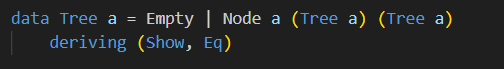 data Tree a = Empty | Node a (Tree a) (Tree a)
    deriving (Show, Eq)